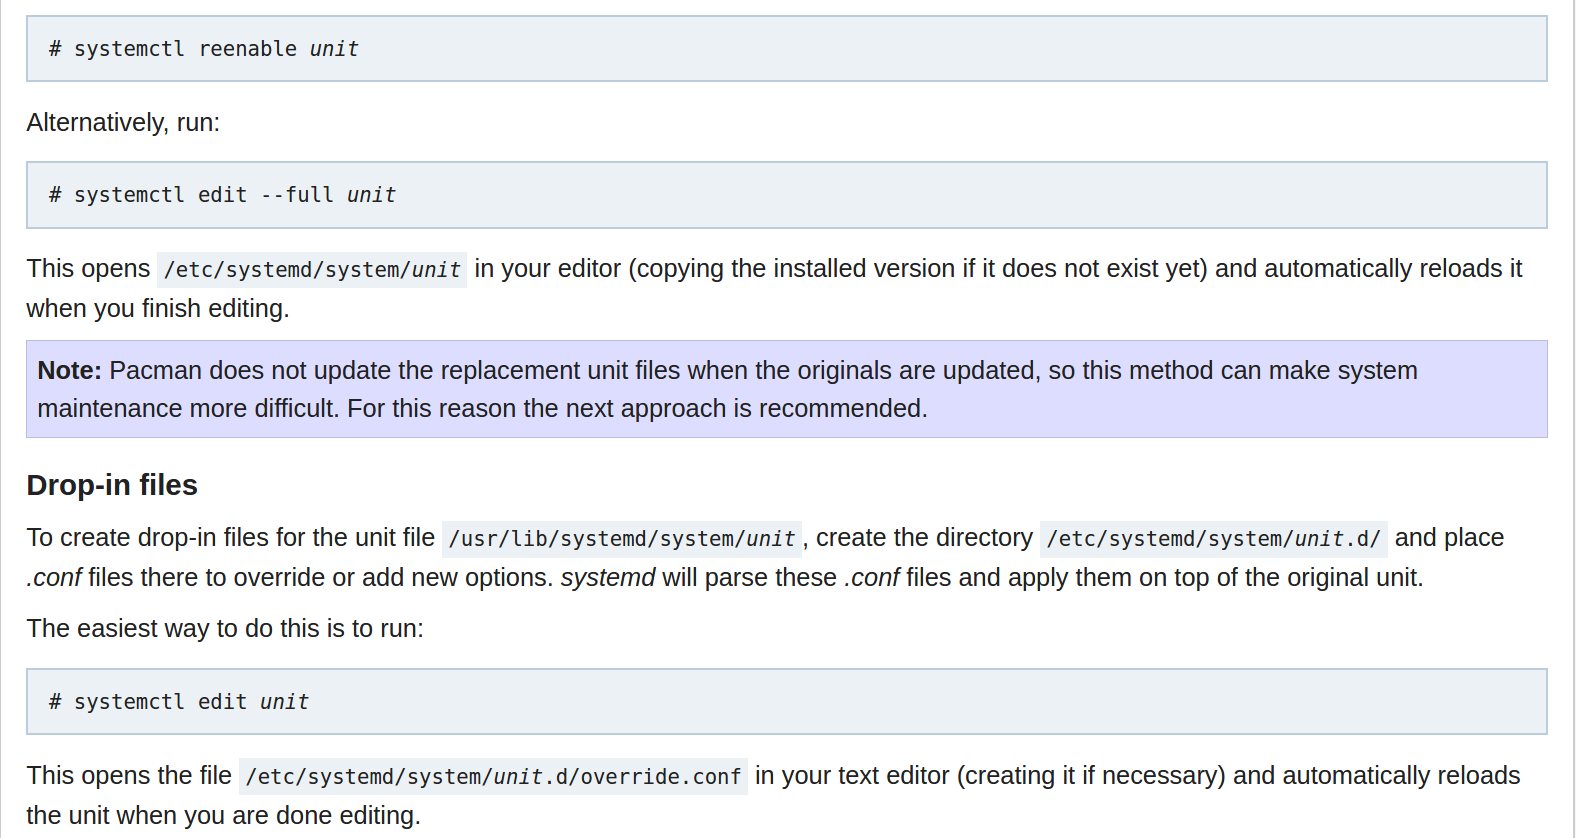 # systemctl reenable unit
Alternatively, run:
# systemctl edit --full unit
This opens /etc/systemd/system/unit in your editor (copying the installed version if it does not exist yet) and automatically reloads it
when you finish editing.
Note: Pacman does not update the replacement unit files when the originals are updated, so this method can make system
maintenance more difficult. For this reason the next approach is recommended.
Drop-in files
To create drop-in files for the unit file /usr/lib/systemd/system/unit, create the directory /etc/systemd/system/unit.d/ and place
.conf files there to override or add new options. systemd will parse these .conf files and apply them on top of the original unit.
The easiest way to do this is to run:
# systemctl edit unit
This opens the file /etc/systemd/system/unit.d/override.conf in your text editor (creating it if necessary) and automatically reloads
the unit when you are done editing.